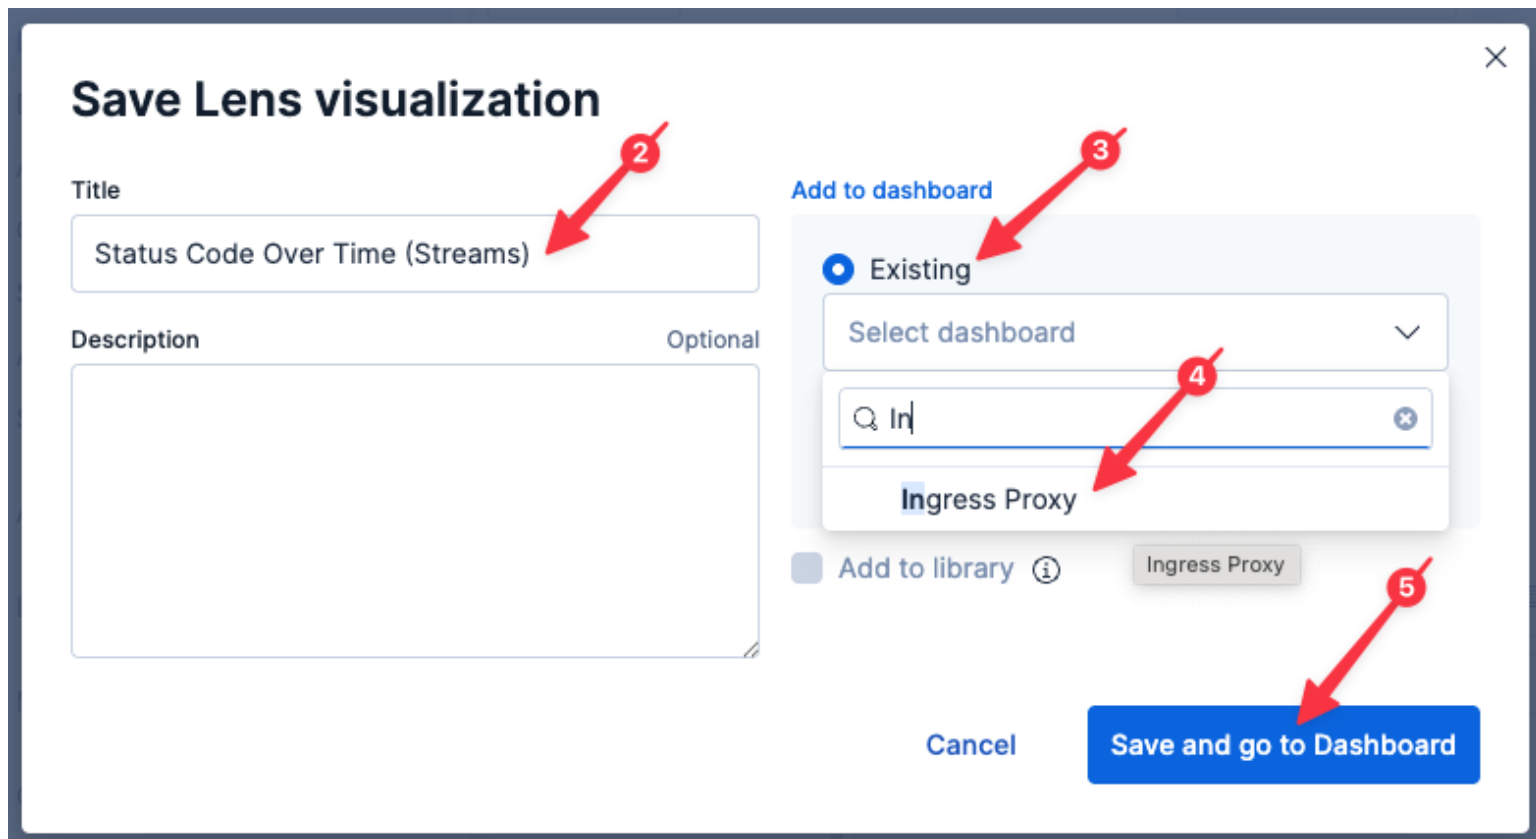 Save Lens visualization
2
3
Title
Add to dashboard
Status Code Over Time (Streams)
Existing
Description
Optional
Select dashboard
4
In
Ingress Proxy
Add to library
Ingress Proxy
5
Cancel
Save and go to Dashboard